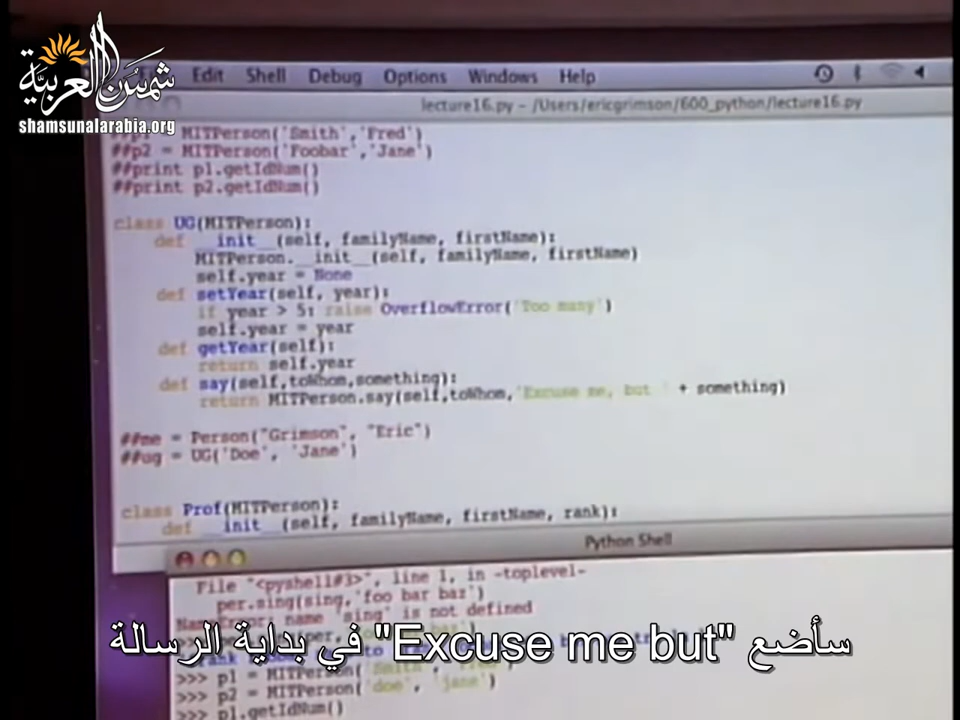 شمسُ العربيّة
shamsunalarabia.org
Edit Shell Debug Options Windows Help
lecture16.py - /Users/ericgrimson/600_python/lecture16.py
##p1 = MITPerson('Smith','Fred')
##p2 = MITPerson('Foobar','Jane')
##print p1.getIdNum()
##print p2.getIdNum()
class UG(MITPerson):
def __init__(self, familyName, firstName):
MITPerson.__init__(self, familyName, firstName)
self.year = None
def setYear(self, year):
if year > 5: raise OverflowError('Too many')
self.year = year
def getYear(self):
return self.year
def say(self,toWhom,something):
return MITPerson.say(self,toWhom,'Excuse me, but ' + something)
##me = Person("Grimson", "Eric")
##ug = UG('Doe', 'Jane')
class Prof(MITPerson):
def __init__(self, familyName, firstName, rank):
Python Shell
File "<pyshell#3>", line 1, in -toplevel-
per.sing(sing,'foo bar baz')
NameError: name 'sing' is not defined
سأضع "Excuse me but" في بداية الرسالة
>>> p1 = MITPerson('Smith',
>>> p2 = MITPerson('doe', 'jane')
>>> p1.getIdNum()